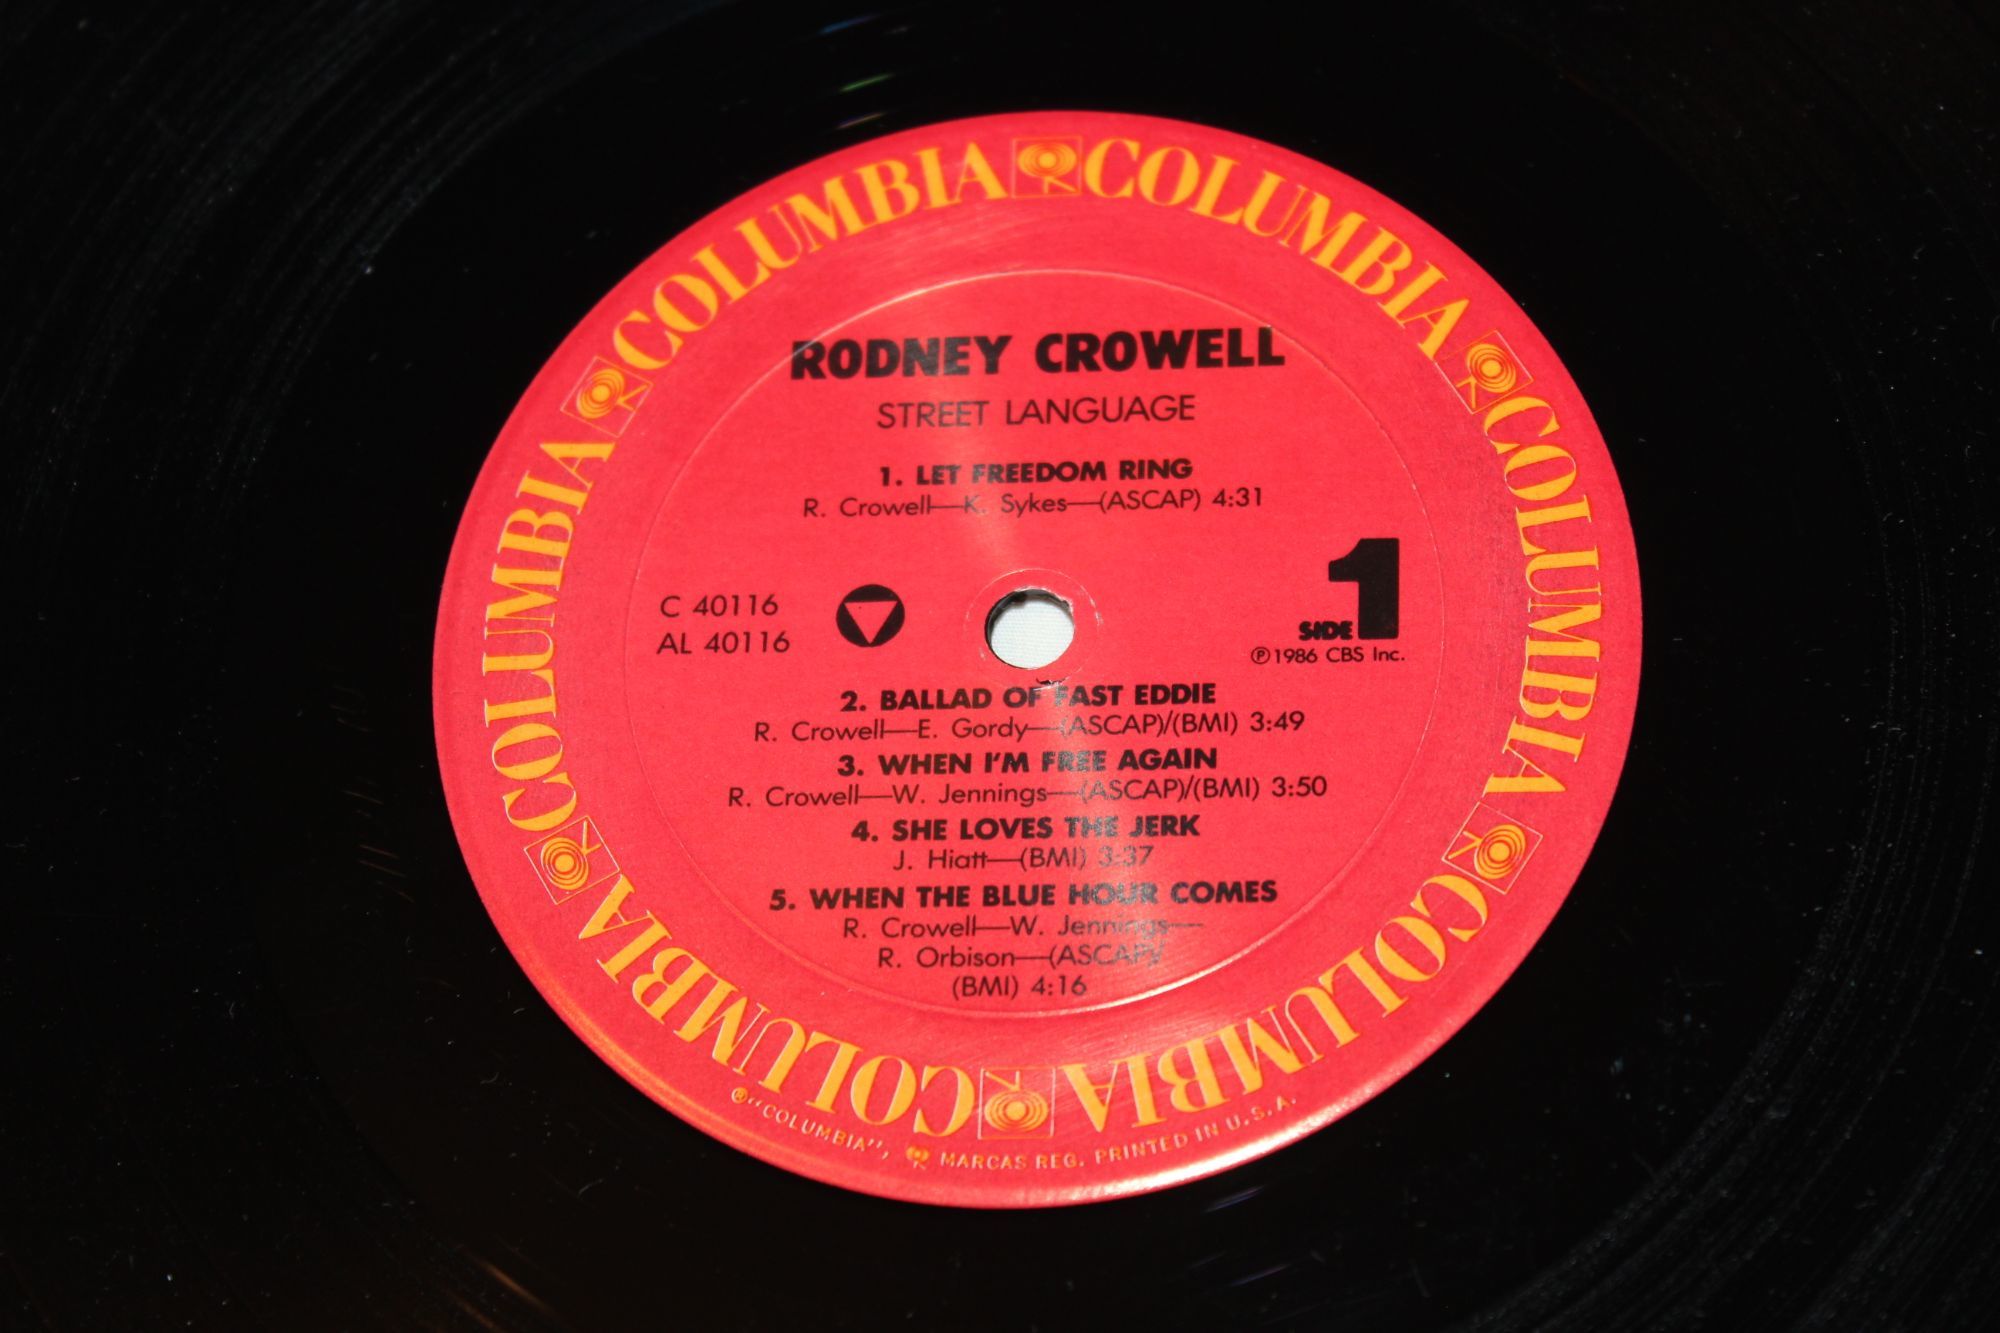 COLUMBIA COLUMBIA COLUMBIA COLUMBIA COLUMBIA COLUMBIA
RODNEY CROWELL
STREET LANGUAGE
1. LET FREEDOM RING
R. Crowell—K. Sykes—(ASCAP) 4:31
C 40116
AL 40116
SIDE 1
℗ 1986 CBS Inc.
2. BALLAD OF FAST EDDIE
R. Crowell—E. Gordy—(ASCAP)/(BMI) 3:49
3. WHEN I'M FREE AGAIN
R. Crowell—W. Jennings—(ASCAP)/(BMI) 3:50
4. SHE LOVES THE JERK
J. Hiatt—(BMI) 3:37
5. WHEN THE BLUE HOUR COMES
R. Crowell—W. Jennings—
R. Orbison—(ASCAP)/
(BMI) 4:16
®"COLUMBIA", MARCAS REG. PRINTED IN U.S.A.